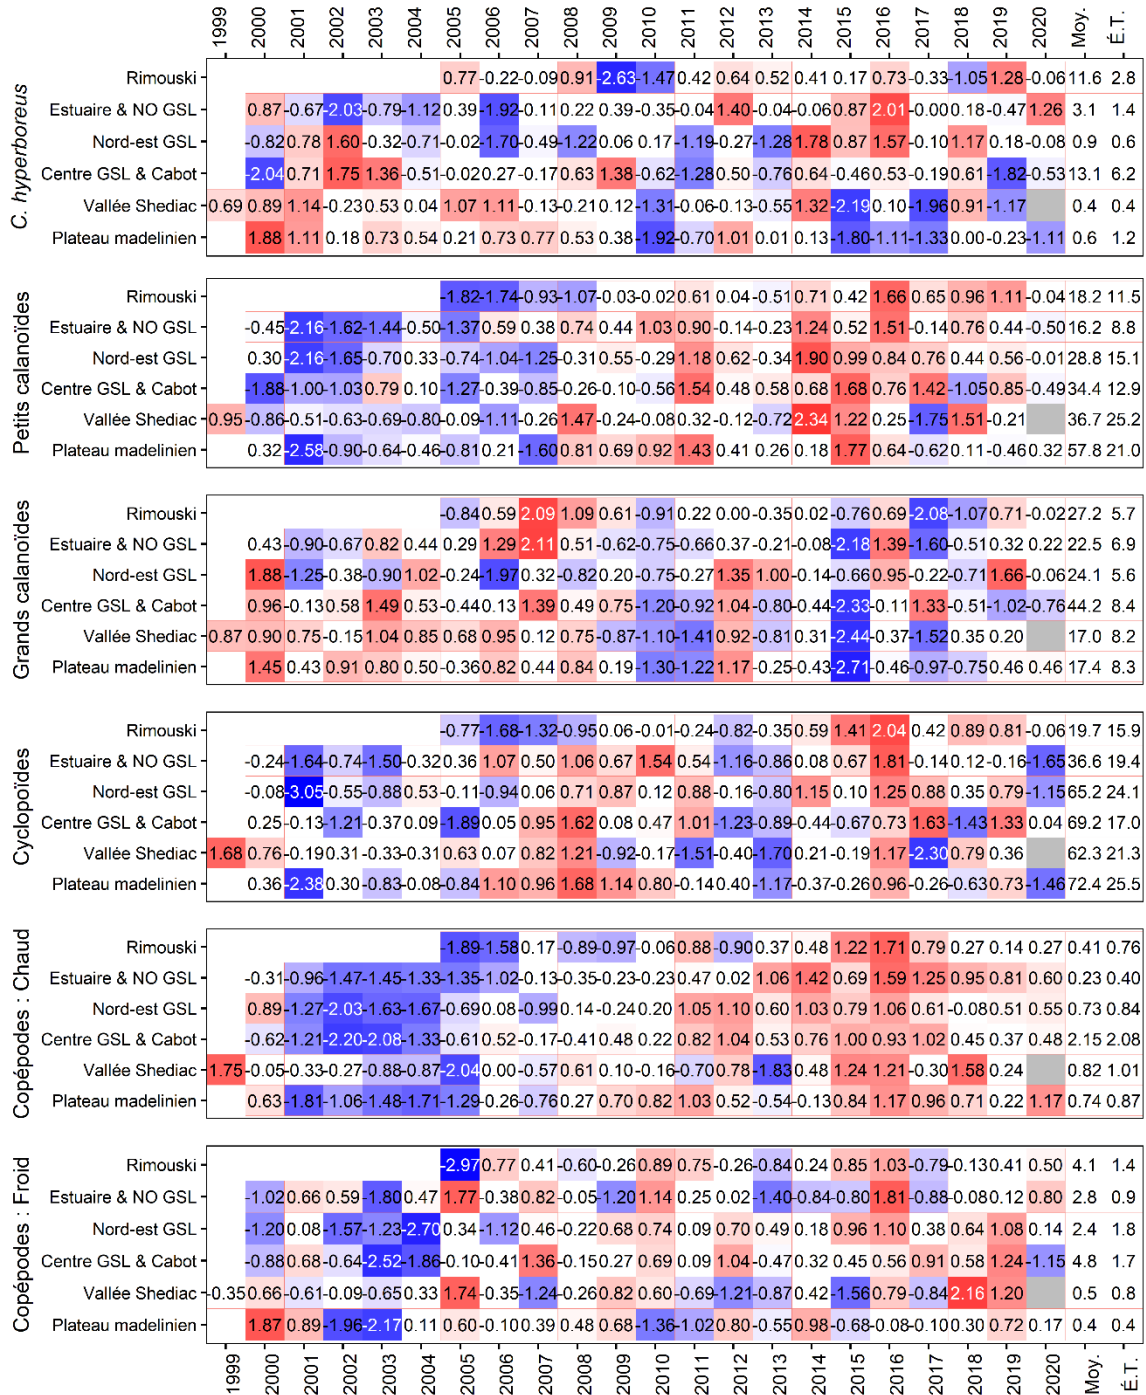 1999 2000 2001 2002 2003 2004 2005 2006 2007 2008 2009 2010 2011 2012 2013 2014 2015 2016 2017 2018 2019 2020 Moy. É.T.
C. hyperboreus
Rimouski 0.77 -0.22 -0.09 0.91 -2.63 -1.47 0.42 0.64 0.52 0.41 0.17 0.73 -0.33 -1.05 1.28 -0.06 11.6 2.8
Estuaire & NO GSL 0.87 -0.67 -2.03 -0.79 -1.12 0.39 -1.92 -0.11 0.22 0.39 -0.35 -0.04 1.40 -0.04 -0.06 0.87 2.01 -0.00 0.18 -0.47 1.26 3.1 1.4
Nord-est GSL -0.82 0.78 1.60 -0.32 -0.71 -0.02 -1.70 -0.49 -1.22 0.06 0.17 -1.19 -0.27 -1.28 1.78 0.87 1.57 -0.10 1.17 0.18 -0.08 0.9 0.6
Centre GSL & Cabot -2.04 0.71 1.75 1.36 -0.51 -0.02 -0.27 -0.17 0.63 1.38 -0.62 -1.28 0.50 -0.76 0.64 -0.46 0.53 -0.19 0.61 -1.82 -0.53 13.1 6.2
Vallée Shediac 0.69 0.89 1.14 -0.23 0.53 0.04 1.07 1.11 -0.13 -0.21 0.12 -1.31 -0.06 -0.13 -0.55 1.32 -2.19 0.10 -1.96 0.91 -1.17 0.4 0.4
Plateau madelinien 1.88 1.11 0.18 0.73 0.54 0.21 0.73 0.77 0.53 0.38 -1.92 -0.70 1.01 0.01 0.13 -1.80 -1.11 -1.33 0.00 -0.23 -1.11 0.6 1.2
Petits calanoïdes
Rimouski -1.82 -1.74 -0.93 -1.07 -0.03 -0.02 0.61 0.04 -0.51 0.71 0.42 1.66 0.65 0.96 1.11 -0.04 18.2 11.5
Estuaire & NO GSL -0.45 -2.16 -1.62 -1.44 -0.50 -1.37 0.59 0.38 0.74 0.44 1.03 0.90 -0.14 -0.23 1.24 0.52 1.51 -0.14 0.76 0.44 -0.50 16.2 8.8
Nord-est GSL 0.30 -2.16 -1.65 -0.70 0.33 -0.74 -1.04 -1.25 -0.31 0.55 -0.29 1.18 0.62 -0.34 1.90 0.99 0.84 0.76 0.44 0.56 -0.01 28.8 15.1
Centre GSL & Cabot -1.88 -1.00 -1.03 0.79 0.10 -1.27 -0.39 -0.85 -0.26 -0.10 -0.56 1.54 0.48 0.58 0.68 1.68 0.76 1.42 -1.05 0.85 -0.49 34.4 12.9
Vallée Shediac 0.95 -0.86 -0.51 -0.63 -0.69 -0.80 -0.09 -1.11 -0.26 1.47 -0.24 -0.08 0.32 -0.12 -0.72 2.34 1.22 0.25 -1.75 1.51 -0.21 36.7 25.2
Plateau madelinien 0.32 -2.58 -0.90 -0.64 -0.46 -0.81 0.21 -1.60 0.81 0.69 0.92 1.43 0.41 0.26 0.18 1.77 0.64 -0.62 0.11 -0.46 0.32 57.8 21.0
Grands calanoïdes
Rimouski -0.84 0.59 2.09 1.09 0.61 -0.91 0.22 0.00 -0.35 0.02 -0.76 0.69 -2.08 -1.07 0.71 -0.02 27.2 5.7
Estuaire & NO GSL 0.43 -0.90 -0.67 0.82 0.44 0.29 1.29 2.11 0.51 -0.62 -0.75 -0.66 0.37 -0.21 -0.08 -2.18 1.39 -1.60 -0.51 0.32 0.22 22.5 6.9
Nord-est GSL 1.88 -1.25 -0.38 -0.90 1.02 -0.24 -1.97 0.32 -0.82 0.20 -0.75 -0.27 1.35 1.00 -0.14 -0.66 0.95 -0.22 -0.71 1.66 -0.06 24.1 5.6
Centre GSL & Cabot 0.96 -0.13 0.58 1.49 0.53 -0.44 0.13 1.39 0.49 0.75 -1.20 -0.92 1.04 -0.80 -0.44 -2.33 -0.11 1.33 -0.51 -1.02 -0.76 44.2 8.4
Vallée Shediac 0.87 0.90 0.75 -0.15 1.04 0.85 0.68 0.95 0.12 0.75 -0.87 -1.10 -1.41 0.92 -0.81 0.31 -2.44 -0.37 -1.52 0.35 0.20 17.0 8.2
Plateau madelinien 1.45 0.43 0.91 0.80 0.50 -0.36 0.82 0.44 0.84 0.19 -1.30 -1.22 1.17 -0.25 -0.43 -2.71 -0.46 -0.97 -0.75 0.46 0.46 17.4 8.3
Cyclopoïdes
Rimouski -0.77 -1.68 -1.32 -0.95 0.06 -0.01 -0.24 -0.82 -0.35 0.59 1.41 2.04 0.42 0.89 0.81 -0.06 19.7 15.9
Estuaire & NO GSL -0.24 -1.64 -0.74 -1.50 -0.32 0.36 1.07 0.50 1.06 0.67 1.54 0.54 -1.16 -0.86 0.08 0.67 1.81 -0.14 0.12 -0.16 -1.65 36.6 19.4
Nord-est GSL -0.08 -3.05 -0.55 -0.88 0.53 -0.11 -0.94 0.06 0.71 0.87 0.12 0.88 -0.16 -0.80 1.15 0.10 1.25 0.88 0.35 0.79 -1.15 65.2 24.1
Centre GSL & Cabot 0.25 -0.13 -1.21 -0.37 0.09 -1.89 0.05 0.95 1.62 0.08 0.47 1.01 -1.23 -0.89 -0.44 -0.67 0.73 1.63 -1.43 1.33 0.04 69.2 17.0
Vallée Shediac 1.68 0.76 -0.19 0.31 -0.33 -0.31 0.63 0.07 0.82 1.21 -0.92 -0.17 -1.51 -0.40 -1.70 0.21 -0.19 1.17 -2.30 0.79 0.36 62.3 21.3
Plateau madelinien 0.36 -2.38 0.30 -0.83 -0.08 -0.84 1.10 0.96 1.68 1.14 0.80 -0.14 0.40 -1.17 -0.37 -0.26 0.96 -0.26 -0.63 0.73 -1.46 72.4 25.5
Copépodes : Chaud
Rimouski -1.89 -1.58 0.17 -0.89 -0.97 -0.06 0.88 -0.90 0.37 0.48 1.22 1.71 0.79 0.27 0.14 0.27 0.41 0.76
Estuaire & NO GSL -0.31 -0.96 -1.47 -1.45 -1.33 -1.35 -1.02 -0.13 -0.35 -0.23 -0.23 0.47 0.02 1.06 1.42 0.69 1.59 1.25 0.95 0.81 0.60 0.23 0.40
Nord-est GSL 0.89 -1.27 -2.03 -1.63 -1.67 -0.69 0.08 -0.99 0.14 -0.24 0.20 1.05 1.10 0.60 1.03 0.79 1.06 0.61 -0.08 0.51 0.55 0.73 0.84
Centre GSL & Cabot -0.62 -1.21 -2.20 -2.08 -1.33 -0.61 0.52 -0.17 -0.41 0.48 0.22 0.82 1.04 0.53 0.76 1.00 0.93 1.02 0.45 0.37 0.48 2.15 2.08
Vallée Shediac 1.75 -0.05 -0.33 -0.27 -0.88 -0.87 -2.04 0.00 -0.57 0.61 0.10 -0.16 -0.70 0.78 -1.83 0.48 1.24 1.21 -0.30 1.58 0.24 0.82 1.01
Plateau madelinien 0.63 -1.81 -1.06 -1.48 -1.71 -1.29 -0.26 -0.76 0.27 0.70 0.82 1.03 0.52 -0.54 -0.13 0.84 1.17 0.96 0.71 0.22 1.17 0.74 0.87
Copépodes : Froid
Rimouski -2.97 0.77 0.41 -0.60 -0.26 0.89 0.75 -0.26 -0.84 0.24 0.85 1.03 -0.79 -0.13 0.41 0.50 4.1 1.4
Estuaire & NO GSL -1.02 0.66 0.59 -1.80 0.47 1.77 -0.38 0.82 -0.05 -1.20 1.14 0.25 0.02 -1.40 -0.84 -0.80 1.81 -0.88 -0.08 0.12 0.80 2.8 0.9
Nord-est GSL -1.20 0.08 -1.57 -1.23 -2.70 0.34 -1.12 0.46 -0.22 0.68 0.74 0.09 0.70 0.49 0.18 0.96 1.10 0.38 0.64 1.08 0.14 2.4 1.8
Centre GSL & Cabot -0.88 0.68 -0.64 -2.52 -1.86 -0.10 -0.41 1.36 -0.15 0.27 0.69 0.09 1.04 -0.47 0.32 0.45 0.56 0.91 0.58 1.24 -1.15 4.8 1.7
Vallée Shediac -0.35 0.66 -0.61 -0.09 -0.65 0.33 1.74 -0.35 -1.24 -0.26 0.82 0.60 -0.69 -1.21 -0.87 0.42 -1.56 0.79 -0.84 2.16 1.20 0.5 0.8
Plateau madelinien 1.87 0.89 -1.96 -2.17 0.11 0.60 -0.10 0.39 0.48 0.68 -1.36 -1.02 0.80 -0.55 0.98 -0.68 -0.08 -0.10 0.30 0.72 0.17 0.4 0.4
1999 2000 2001 2002 2003 2004 2005 2006 2007 2008 2009 2010 2011 2012 2013 2014 2015 2016 2017 2018 2019 2020 Moy. É.T.